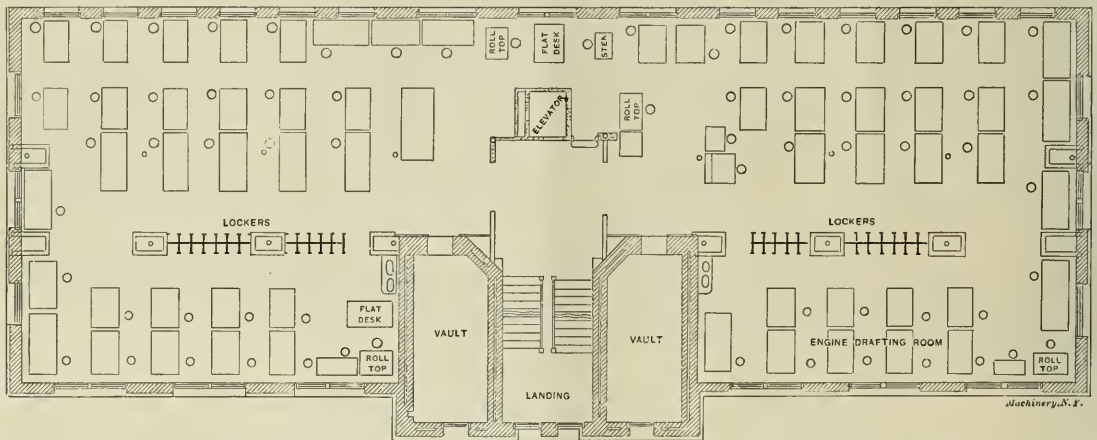 ROLL
TOP
FLAT
DESK
STEN
ELEVATOR
ROLL
TOP
LOCKERS
LOCKERS
FLAT
DESK
ROLL
TOP
VAULT
VAULT
LANDING
ENGINE DRAFTING ROOM
ROLL
TOP
Machinery, N.Y.